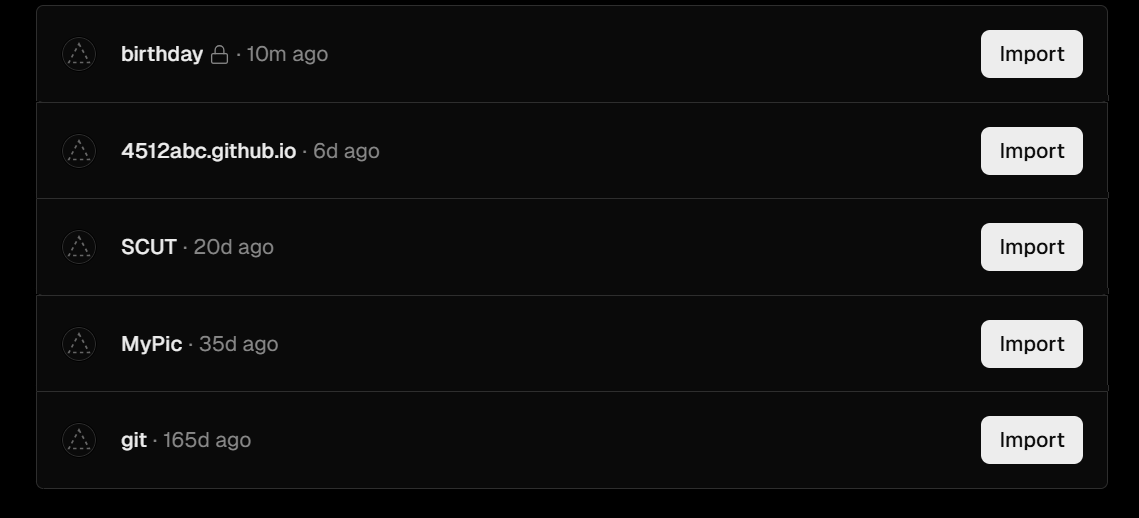 birthday · 10m ago Import
4512abc.github.io · 6d ago Import
SCUT · 20d ago Import
MyPic · 35d ago Import
git · 165d ago Import